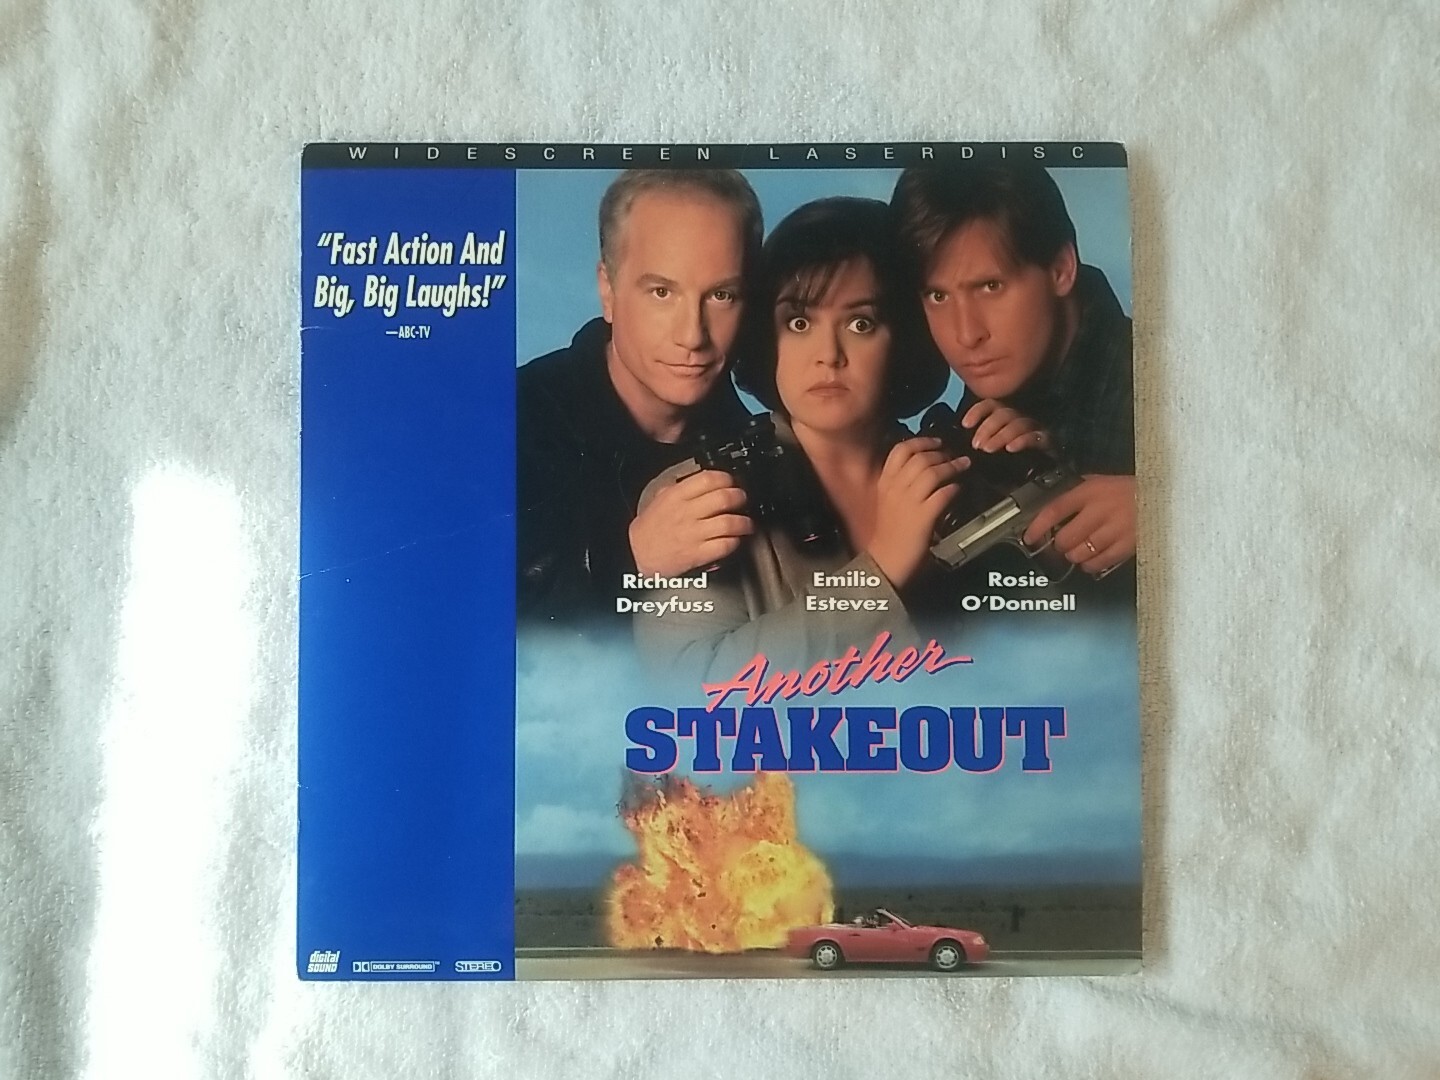 WIDESCREEN LASERDISC
"Fast Action And
Big, Big Laughs!"
—ABC-TV
Richard
Dreyfuss
Emilio
Estevez
Rosie
O'Donnell
Another
STAKEOUT
digital
SOUND
DOLBY SURROUND™
STEREO